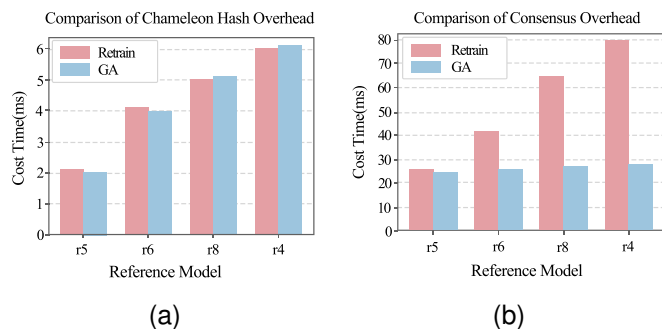 Comparison of Chameleon Hash Overhead
Retrain
GA
Cost Time(ms)
6
5
4
3
2
1
0
r5 r6 r8 r4
Reference Model
(a)
Comparison of Consensus Overhead
Retrain
GA
Cost Time(ms)
80
70
60
50
40
30
20
10
0
r5 r6 r8 r4
Reference Model
(b)